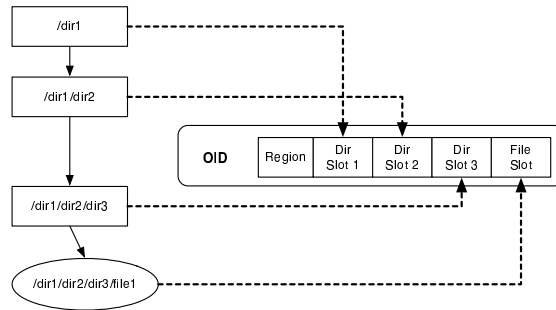 /dir1
/dir1/dir2
OID
Region
Dir
Slot 1
Dir
Slot 2
Dir
Slot 3
File
Slot
/dir1/dir2/dir3
/dir1/dir2/dir3/file1